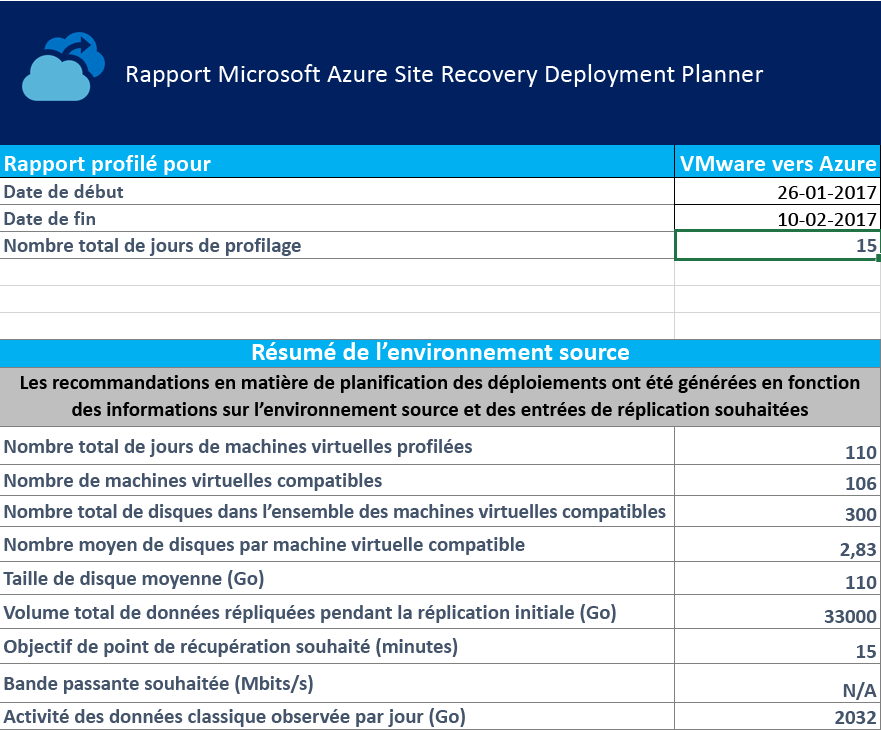 Rapport Microsoft Azure Site Recovery Deployment Planner
Rapport profilé pour VMware vers Azure
Date de début 26-01-2017
Date de fin 10-02-2017
Nombre total de jours de profilage 15
Résumé de l’environnement source
Les recommandations en matière de planification des déploiements ont été générées en fonction
des informations sur l’environnement source et des entrées de réplication souhaitées
Nombre total de jours de machines virtuelles profilées 110
Nombre de machines virtuelles compatibles 106
Nombre total de disques dans l’ensemble des machines virtuelles compatibles 300
Nombre moyen de disques par machine virtuelle compatible 2,83
Taille de disque moyenne (Go) 110
Volume total de données répliquées pendant la réplication initiale (Go) 33000
Objectif de point de récupération souhaité (minutes) 15
Bande passante souhaitée (Mbits/s) N/A
Activité des données classique observée par jour (Go) 2032